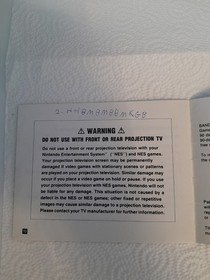 ⚠ WARNING ⚠
DO NOT USE WITH FRONT OR REAR PROJECTION TV
Do not use a front or rear projection television with your
Nintendo Entertainment System® ("NES") and NES games.
Your projection television screen may be permanently
damaged if video games with stationary scenes or patterns
are played on your projection television. Similar damage may
occur if you place a video game on hold or pause. If you use
your projection television with NES games, Nintendo will not
be liable for any damage. This situation is not caused by a
defect in the NES or NES games; other fixed or repetitive
images may cause similar damage to a projection television.
Please contact your TV manufacturer for further information.